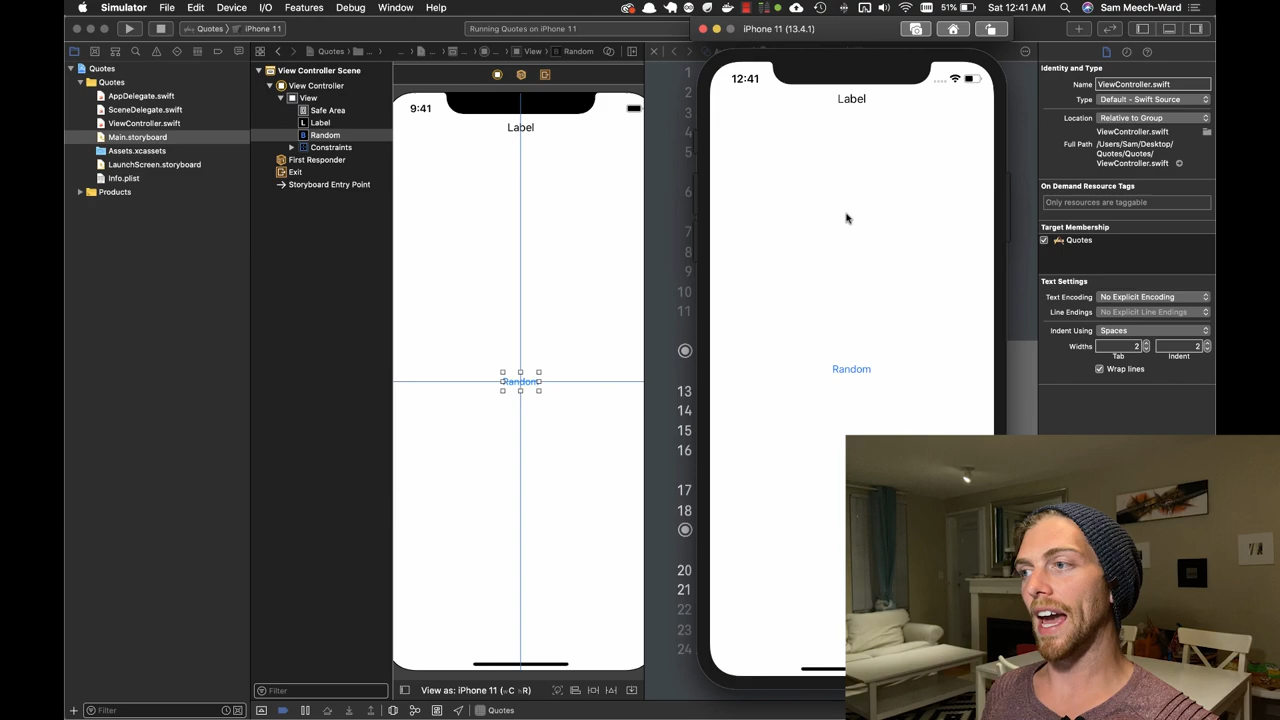 Simulator File Edit Device I/O Features Debug Window Help
51% Sat 12:41 AM Sam Meech-Ward
Quotes iPhone 11
Running Quotes on iPhone 11
iPhone 11 (13.4.1)
Quotes View Random
Quotes
Quotes
AppDelegate.swift
SceneDelegate.swift
ViewController.swift
Main.storyboard
Assets.xcassets
LaunchScreen.storyboard
Info.plist
Products
Filter
View Controller Scene
View Controller
View
Safe Area
L Label
B Random
Constraints
First Responder
Exit
Storyboard Entry Point
Filter
9:41
Label
Random
View as: iPhone 11 (wC hR)
Quotes
1
2
3
4
5
6
7
8
9
10
11
13
14
15
16
17
18
20
21
22
23
24
12:41
Label
Random
Identity and Type
Name ViewController.swift
Type Default - Swift Source
Location Relative to Group
ViewController.swift
Full Path /Users/Sam/Desktop/
Quotes/Quotes/
ViewController.swift
On Demand Resource Tags
Only resources are taggable
Target Membership
Quotes
Text Settings
Text Encoding No Explicit Encoding
Line Endings No Explicit Line Endings
Indent Using Spaces
Widths 2 2
Tab Indent
Wrap lines